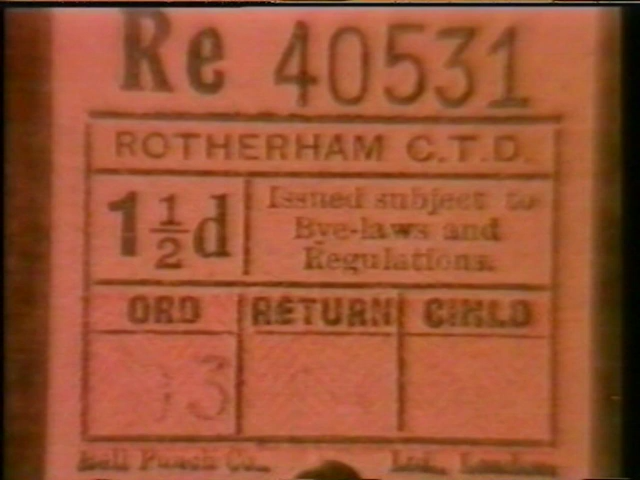 Re 40531
ROTHERHAM C.T.D.
1½d
Issued subject to
Bye-laws and
Regulations.
ORD RETURN CHILD
3
Bell Punch Co., Ltd., London